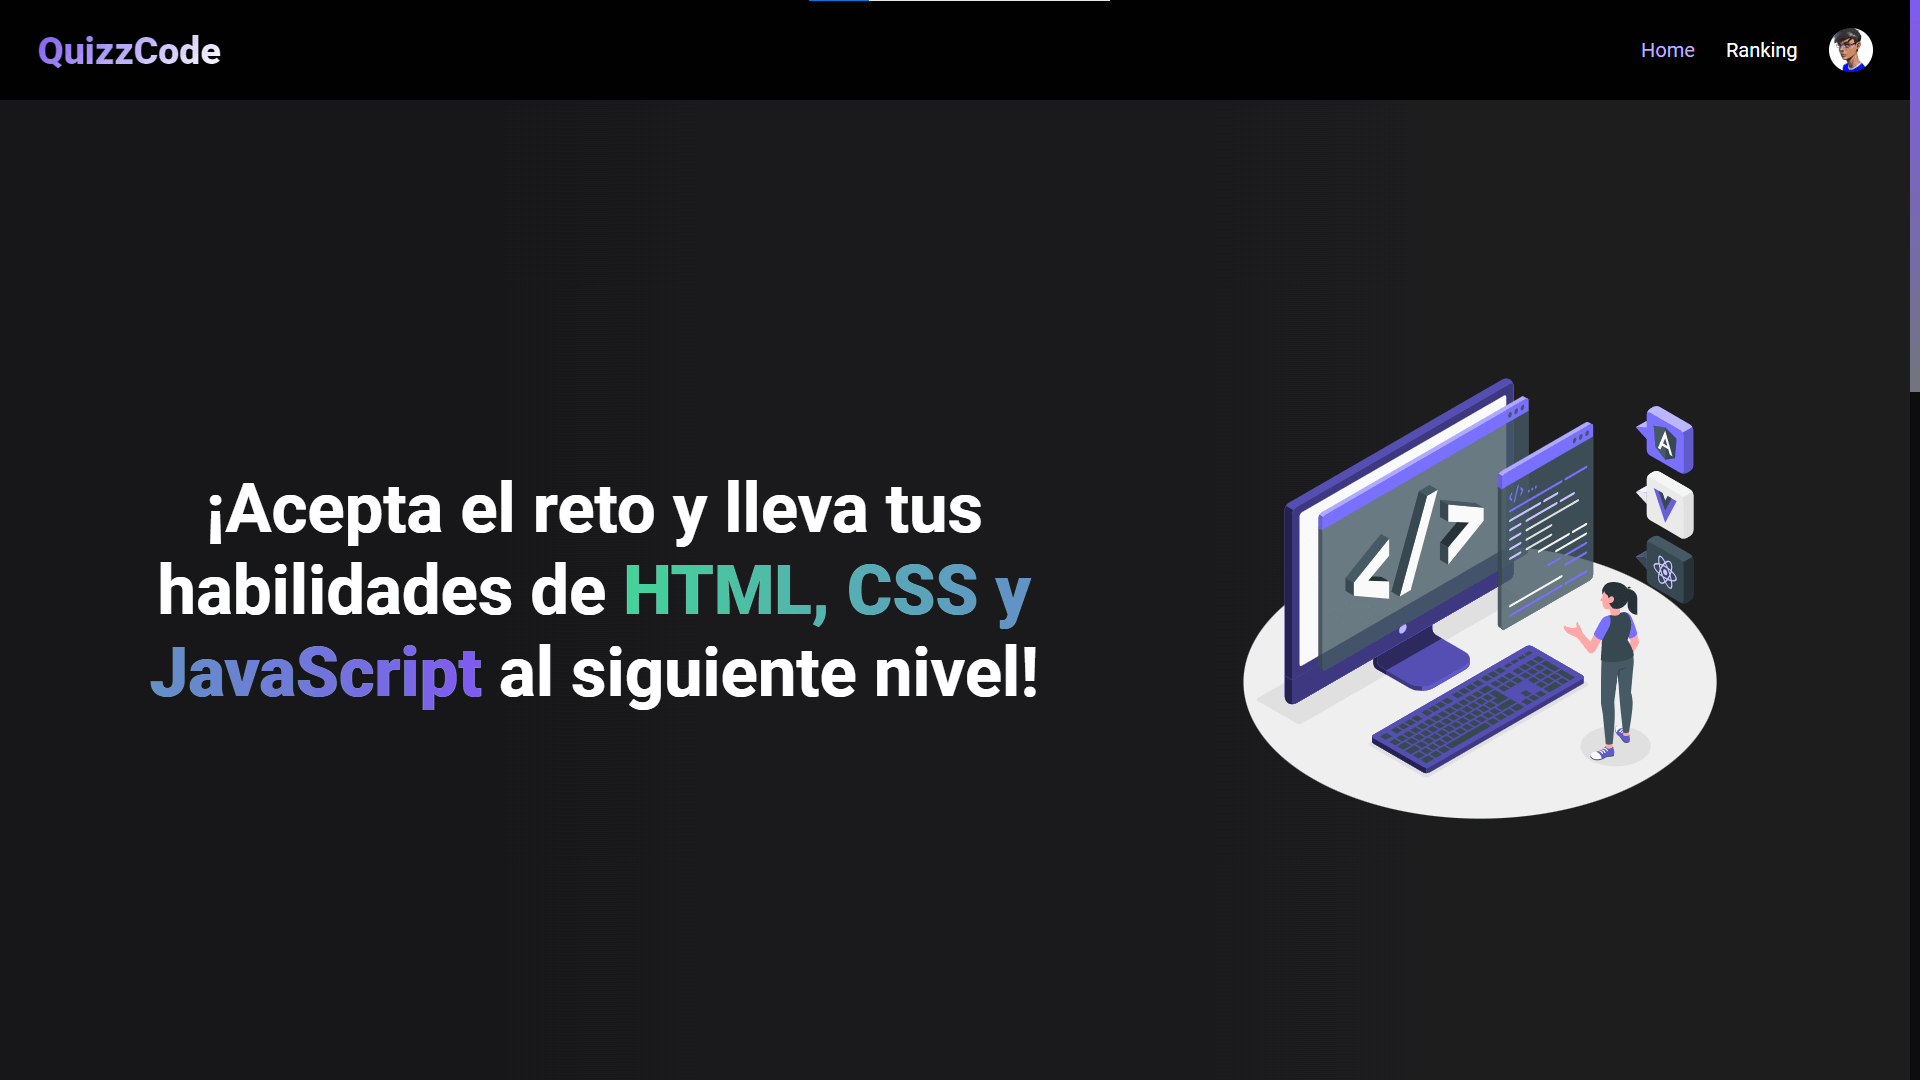 QuizzCode
Home
Ranking
¡Acepta el reto y lleva tus
habilidades de HTML, CSS y
JavaScript al siguiente nivel!
</>
</...
A